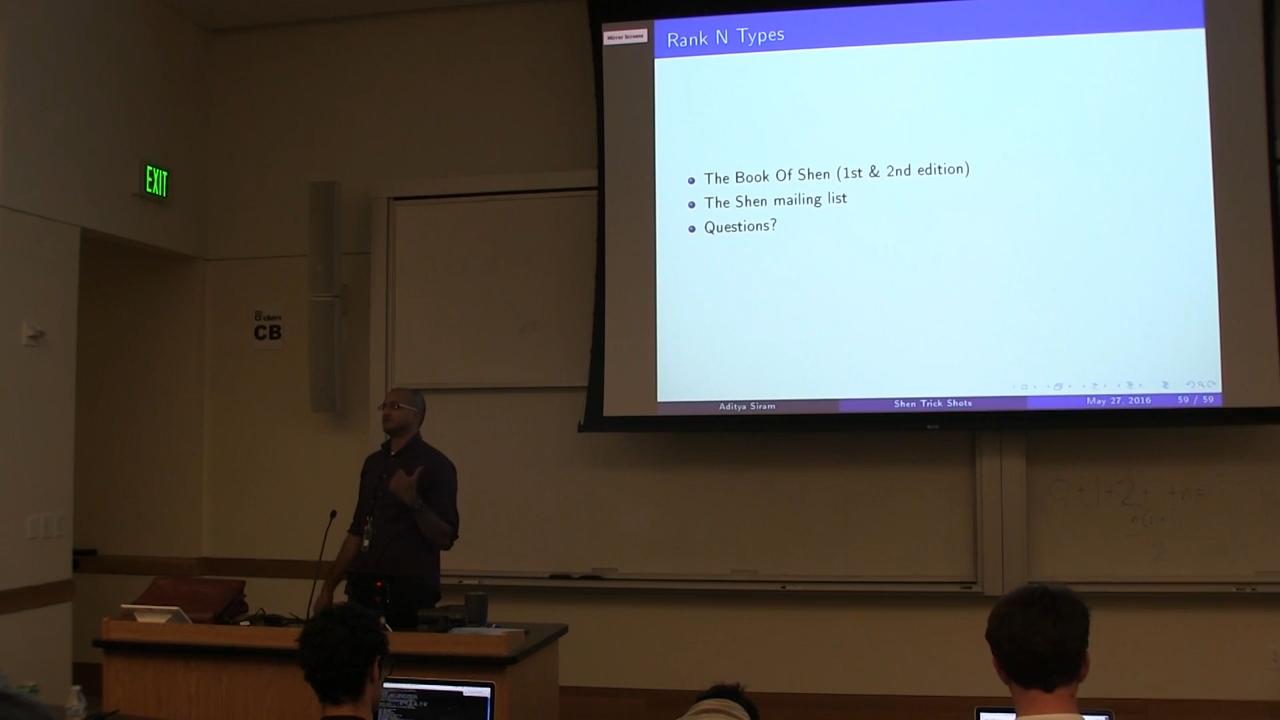 Mirror Screens
Rank N Types
The Book Of Shen (1st & 2nd edition)
The Shen mailing list
Questions?
Aditya Siram
Shen Trick Shots
May 27, 2016
59 / 59
EXIT
CB